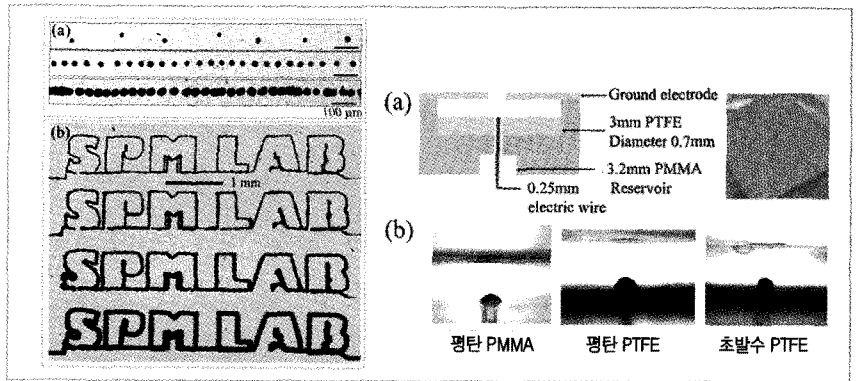 (a)
100 μm
(b)
SPM LAB
1 mm
SPM LAB
SPM LAB
SPM LAB
(a)
Ground electrode
3mm PTFE
Diameter 0.7mm
3.2mm PMMA
Reservoir
0.25mm
electric wire
(b)
평탄 PMMA
평탄 PTFE
초발수 PTFE